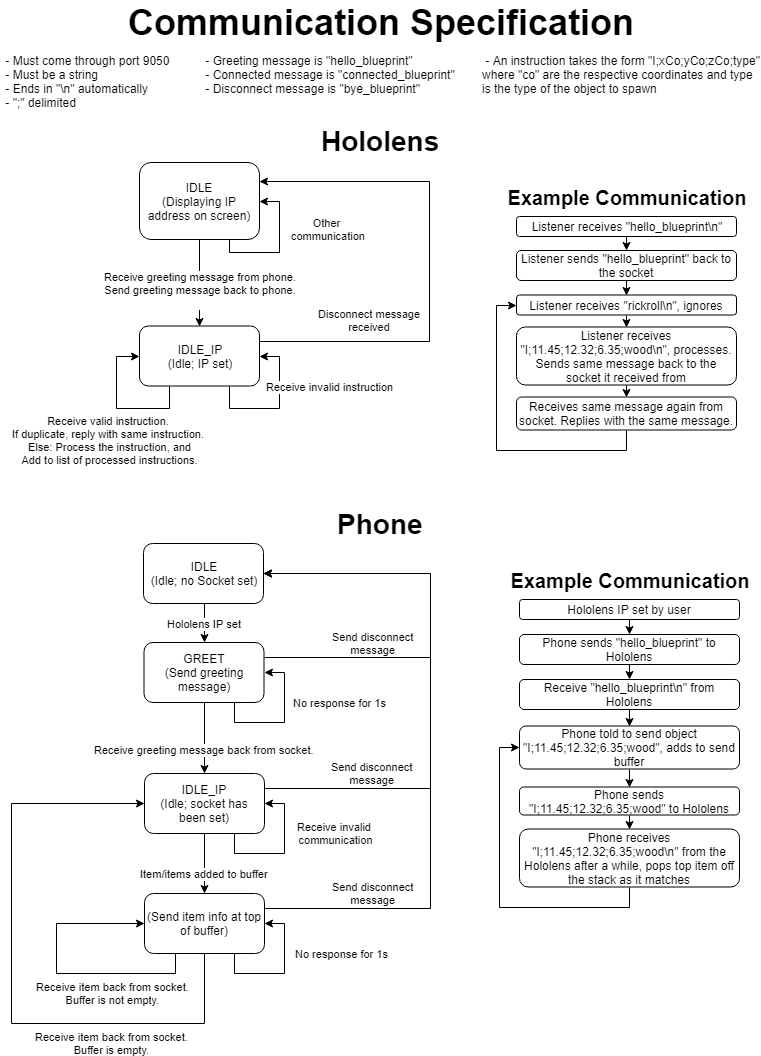 Communication Specification
- Must come through port 9050
- Must be a string
- Ends in "\n" automatically
- ";" delimited
- Greeting message is "hello_blueprint"
- Connected message is "connected_blueprint"
- Disconnect message is "bye_blueprint"
- An instruction takes the form "I;xCo;yCo;zCo;type"
where "co" are the respective coordinates and type
is the type of the object to spawn
Hololens
IDLE
(Displaying IP
address on screen)
Other
communication
Receive greeting message from phone.
Send greeting message back to phone.
Disconnect message
received
IDLE_IP
(Idle; IP set)
Receive invalid instruction
Receive valid instruction.
If duplicate, reply with same instruction.
Else: Process the instruction, and
Add to list of processed instructions.
Example Communication
Listener receives "hello_blueprint\n"
Listener sends "hello_blueprint" back to
the socket
Listener receives "rickroll\n", ignores
Listener receives
"I;11.45;12.32;6.35;wood\n", processes.
Sends same message back to the
socket it received from
Receives same message again from
socket. Replies with the same message.
Phone
IDLE
(Idle; no Socket set)
Hololens IP set
Send disconnect
message
GREET
(Send greeting
message)
No response for 1s
Receive greeting message back from socket.
Send disconnect
message
IDLE_IP
(Idle; socket has
been set)
Receive invalid
communication
Item/items added to buffer
Send disconnect
message
(Send item info at top
of buffer)
No response for 1s
Receive item back from socket.
Buffer is not empty.
Receive item back from socket.
Buffer is empty.
Example Communication
Hololens IP set by user
Phone sends "hello_blueprint" to
Hololens
Receive "hello_blueprint\n" from
Hololens
Phone told to send object
"I;11.45;12.32;6.35;wood", adds to send
buffer
Phone sends
"I;11.45;12.32;6.35;wood" to Hololens
Phone receives
"I;11.45;12.32;6.35;wood\n" from the
Hololens after a while, pops top item off
the stack as it matches